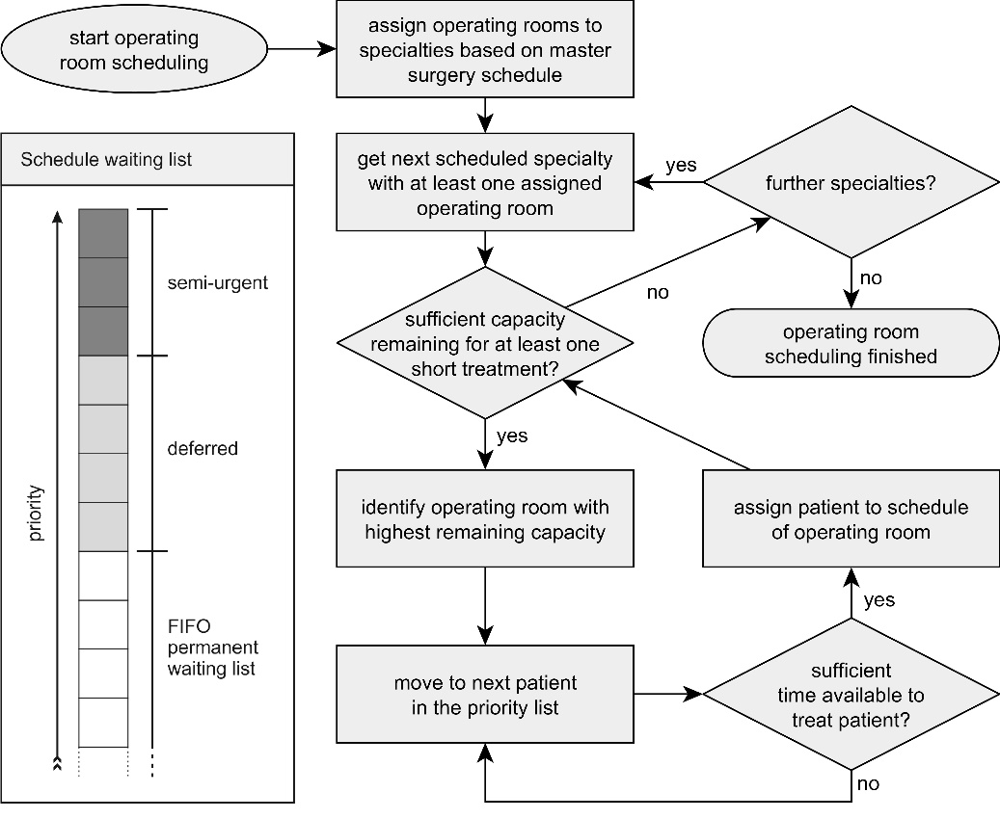 start operating
room scheduling
assign operating rooms to
specialties based on master
surgery schedule
Schedule waiting list
priority
semi-urgent
deferred
FIFO
permanent
waiting list
get next scheduled specialty
with at least one assigned
operating room
yes
further specialties?
no
no
operating room
scheduling finished
sufficient capacity
remaining for at least one
short treatment?
yes
identify operating room with
highest remaining capacity
assign patient to schedule
of operating room
yes
move to next patient
in the priority list
sufficient
time available to
treat patient?
no